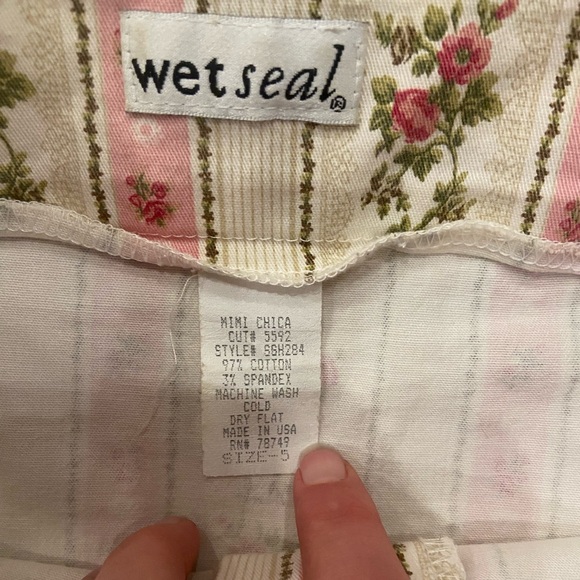 wet seal®
MIMI CHICA
CUT# 5592
STYLE# S6H284
97% COTTON
3% SPANDEX
MACHINE WASH
COLD
DRY FLAT
MADE IN USA
RN# 78749
SIZE-5